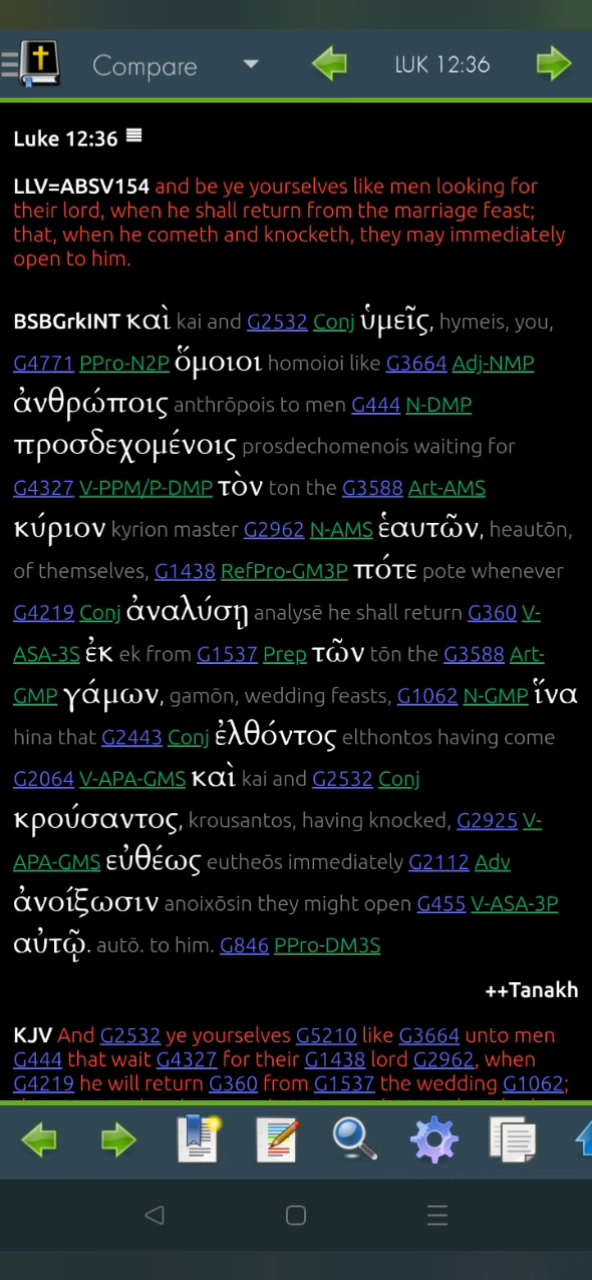 Compare
LUK 12:36
Luke 12:36
LLV=ABSV154 and be ye yourselves like men looking for
their lord, when he shall return from the marriage feast;
that, when he cometh and knocketh, they may immediately
open to him.
BSBGrkINT καὶ kai and G2532 Conj ὑμεῖς, hymeis, you,
G4771 PPro-N2P ὅμοιοι homoioi like G3664 Adj-NMP
ἀνθρώποις anthrōpois to men G444 N-DMP
προσδεχομένοις prosdechomenois waiting for
G4327 V-PPM/P-DMP τὸν ton the G3588 Art-AMS
κύριον kyrion master G2962 N-AMS ἑαυτῶν, heautōn,
of themselves, G1438 RefPro-GM3P πότε pote whenever
G4219 Conj ἀναλύσῃ analysē he shall return G360 V-
ASA-3S ἐκ ek from G1537 Prep τῶν tōn the G3588 Art-
GMP γάμων, gamōn, wedding feasts, G1062 N-GMP ἵνα
hina that G2443 Conj ἐλθόντος elthontos having come
G2064 V-APA-GMS καὶ kai and G2532 Conj
κρούσαντος, krousantos, having knocked, G2925 V-
APA-GMS εὐθέως eutheōs immediately G2112 Adv
ἀνοίξωσιν anoixōsin they might open G455 V-ASA-3P
αὐτῷ. autō. to him. G846 PPro-DM3S
++Tanakh
KJV And G2532 ye yourselves G5210 like G3664 unto men
G444 that wait G4327 for their G1438 lord G2962, when
G4219 he will return G360 from G1537 the wedding G1062;